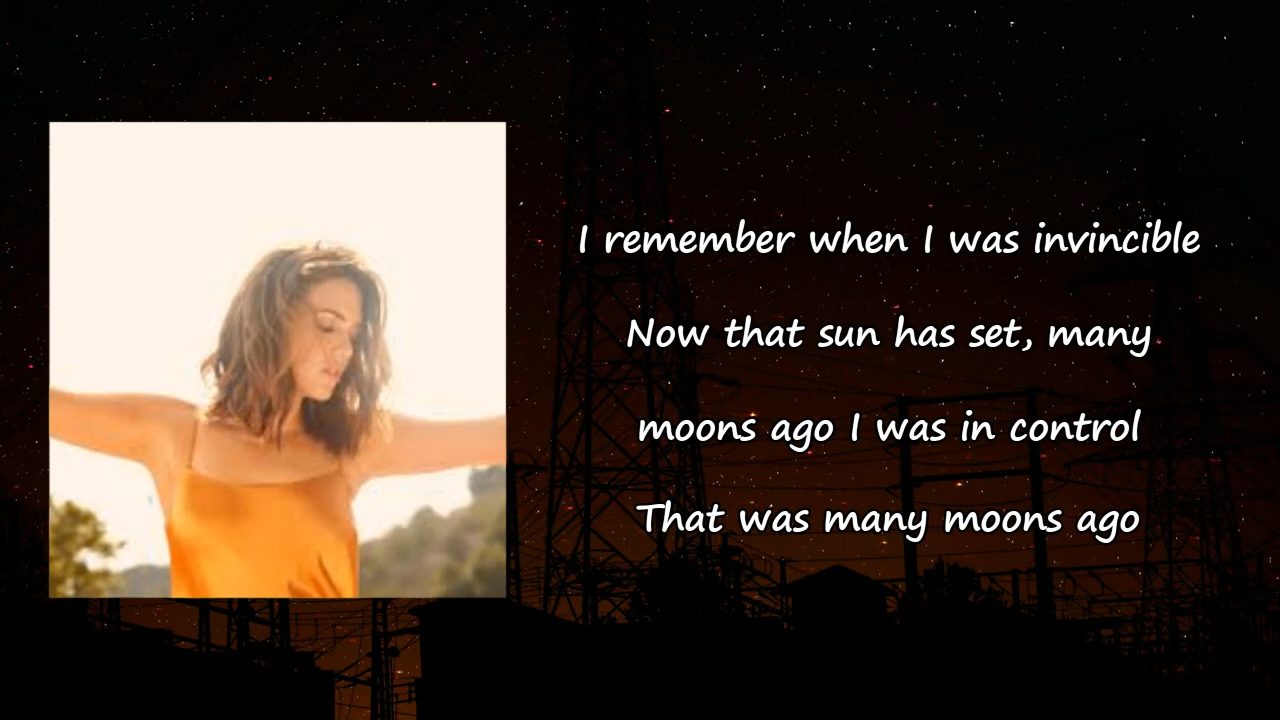 I remember when I was invincible
Now that sun has set, many
moons ago I was in control
That was many moons ago